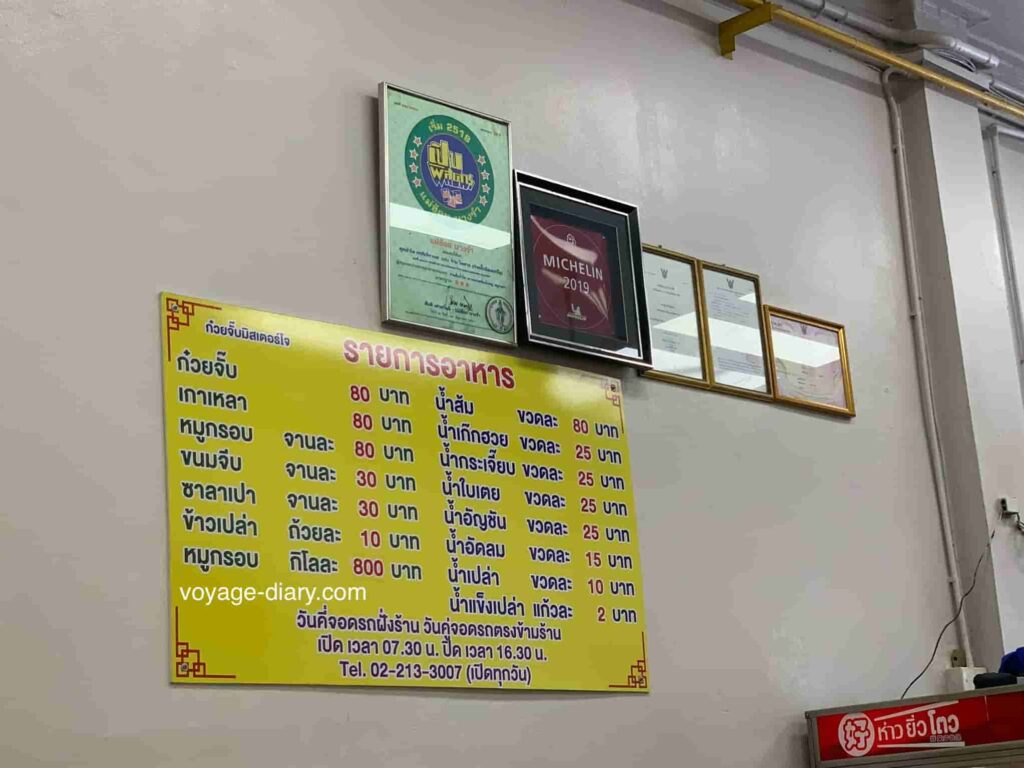 เจิม 2518
ปีบ
แม่ช้อย นางรำ
MICHELIN
2019
ก๋วยจั๊บมิสเตอร์โจ
รายการอาหาร
ก๋วยจั๊บ 80 บาท
เกาเหลา 80 บาท
หมูกรอบ จานละ 80 บาท
ขนมจีบ จานละ 30 บาท
ซาลาเปา จานละ 30 บาท
ข้าวเปล่า ถ้วยละ 10 บาท
หมูกรอบ กิโลละ 800 บาท
น้ำส้ม ขวดละ 80 บาท
น้ำเก๊กฮวย ขวดละ 25 บาท
น้ำกระเจี๊ยบ ขวดละ 25 บาท
น้ำใบเตย ขวดละ 25 บาท
น้ำอัญชัน ขวดละ 25 บาท
น้ำอัดลม ขวดละ 15 บาท
น้ำเปล่า ขวดละ 10 บาท
น้ำแข็งเปล่า แก้วละ 2 บาท
voyage-diary.com
วันคี่จอดรถฝั่งร้าน วันคู่จอดรถตรงข้ามร้าน
เปิด เวลา 07.30 น. ปิด เวลา 16.30 น.
Tel. 02-213-3007 (เปิดทุกวัน)
好 ห่าว ยิ่ว โกว